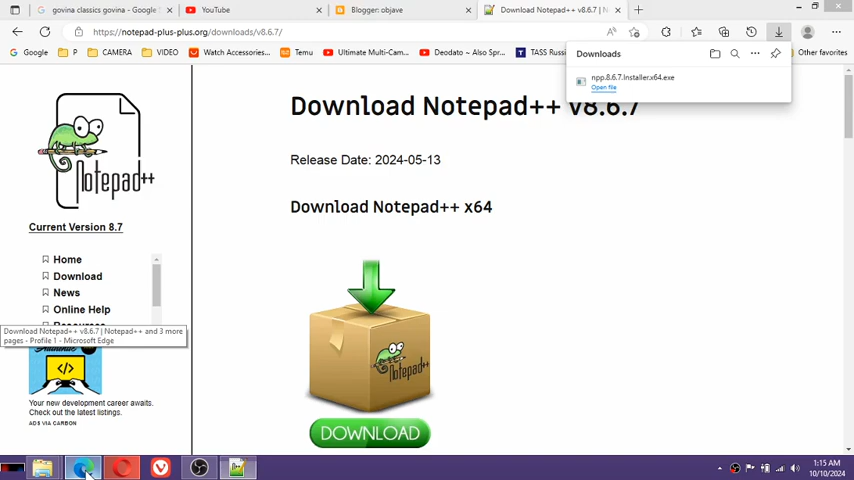 govina classics govina - Google S
YouTube
Blogger: objave
Download Notepad++ v8.6.7 | N
https://notepad-plus-plus.org/downloads/v8.6.7/
Google
P
CAMERA
VIDEO
Watch Accessories...
Temu
Ultimate Multi-Cam...
Deodato ~ Also Spr...
TASS Russi
Other favorites
Downloads
npp.8.6.7.Installer.x64.exe
Open file
Notepad++
Current Version 8.7
Home
Download
News
Online Help
Resources
Download Notepad++ v8.6.7 | Notepad++ and 3 more
pages - Profile 1 - Microsoft Edge
Your new development career awaits.
Check out the latest listings.
ADS VIA CARBON
Download Notepad++ v8.6.7
Release Date: 2024-05-13
Download Notepad++ x64
Notepad++
DOWNLOAD
1:15 AM
10/10/2024